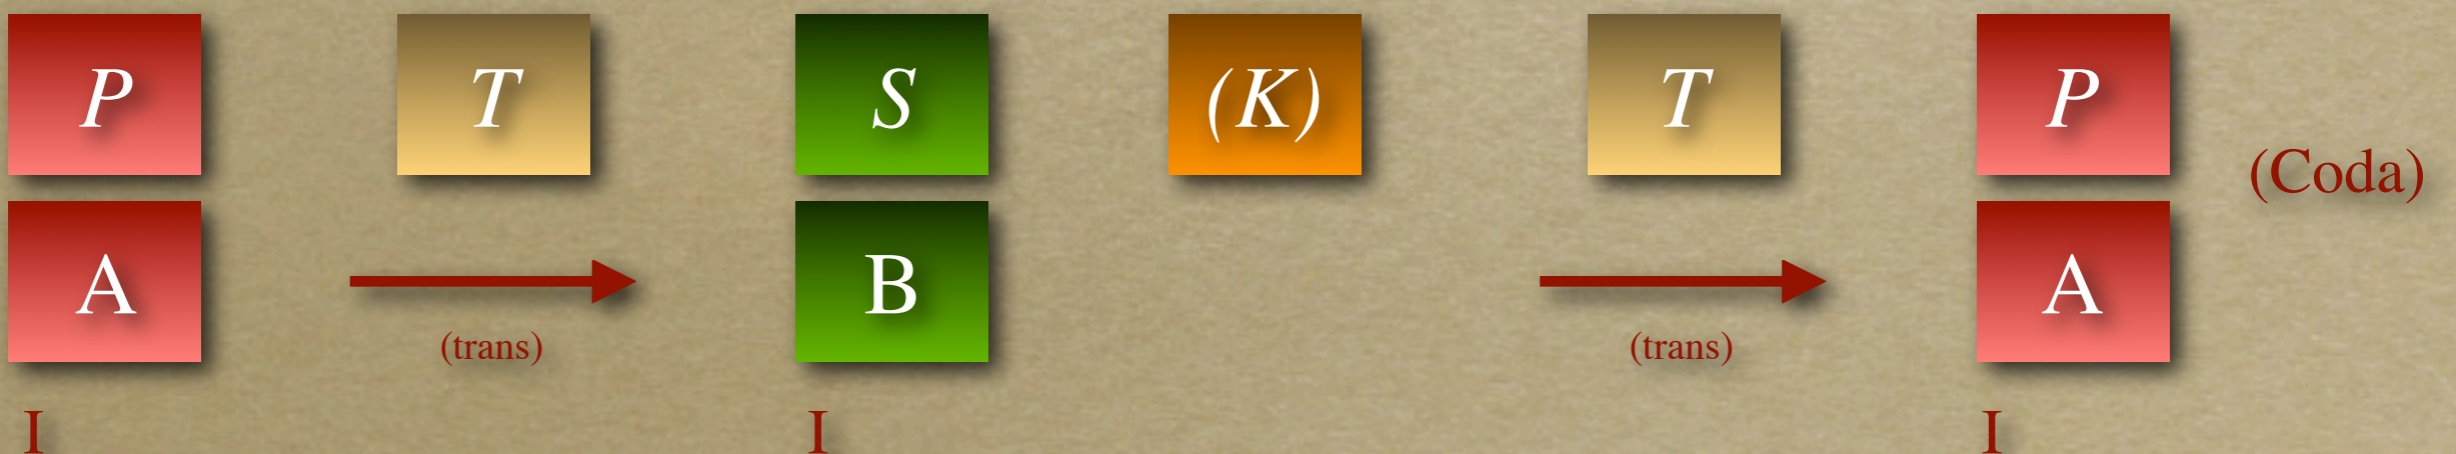 P T S (K) T P
(Coda)
A B A
(trans) (trans)
I I I